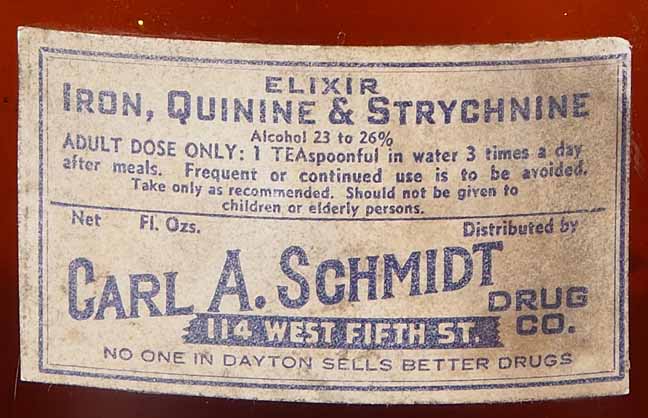 ELIXIR
IRON, QUININE & STRYCHNINE
Alcohol 23 to 26%
ADULT DOSE ONLY: 1 TEAspoonful in water 3 times a day
after meals. Frequent or continued use is to be avoided.
Take only as recommended. Should not be given to
children or elderly persons.
Net Fl. Ozs. Distributed by
CARL A. SCHMIDT
DRUG CO.
114 WEST FIFTH ST.
NO ONE IN DAYTON SELLS BETTER DRUGS